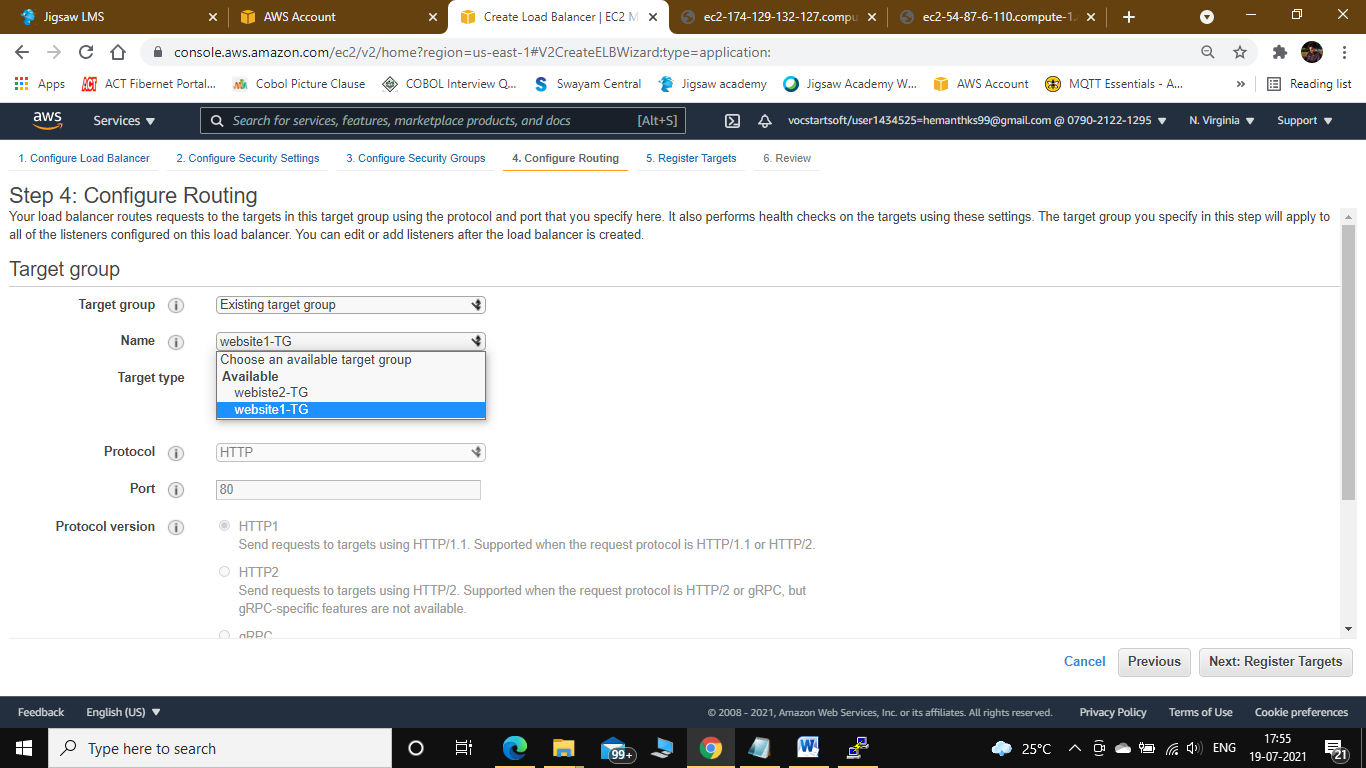 Jigsaw LMS
AWS Account
Create Load Balancer | EC2 M
ec2-174-129-132-127.compu
ec2-54-87-6-110.compute-1.
console.aws.amazon.com/ec2/v2/home?region=us-east-1#V2CreateELBWizard:type=application:
Apps
ACT
ACT Fibernet Portal...
Cobol Picture Clause
COBOL Interview Q...
Swayam Central
Jigsaw academy
Jigsaw Academy W...
AWS Account
MQTT Essentials - A...
»
Reading list
aws
Services
Search for services, features, marketplace products, and docs
[Alt+S]
vocstartsoft/user1434525=hemanthks99@gmail.com @ 0790-2122-1295
N. Virginia
Support
1. Configure Load Balancer
2. Configure Security Settings
3. Configure Security Groups
4. Configure Routing
5. Register Targets
6. Review
Step 4: Configure Routing
Your load balancer routes requests to the targets in this target group using the protocol and port that you specify here. It also performs health checks on the targets using these settings. The target group you specify in this step will apply to
all of the listeners configured on this load balancer. You can edit or add listeners after the load balancer is created.
Target group
Target group
Existing target group
Name
website1-TG
Choose an available target group
Available
webiste2-TG
website1-TG
Target type
Protocol
HTTP
Port
80
Protocol version
HTTP1
Send requests to targets using HTTP/1.1. Supported when the request protocol is HTTP/1.1 or HTTP/2.
HTTP2
Send requests to targets using HTTP/2. Supported when the request protocol is HTTP/2 or gRPC, but
gRPC-specific features are not available.
gRPC
Cancel
Previous
Next: Register Targets
Feedback
English (US)
© 2008 - 2021, Amazon Web Services, Inc. or its affiliates. All rights reserved.
Privacy Policy
Terms of Use
Cookie preferences
Type here to search
99+
25°C
ENG
17:55
19-07-2021
21